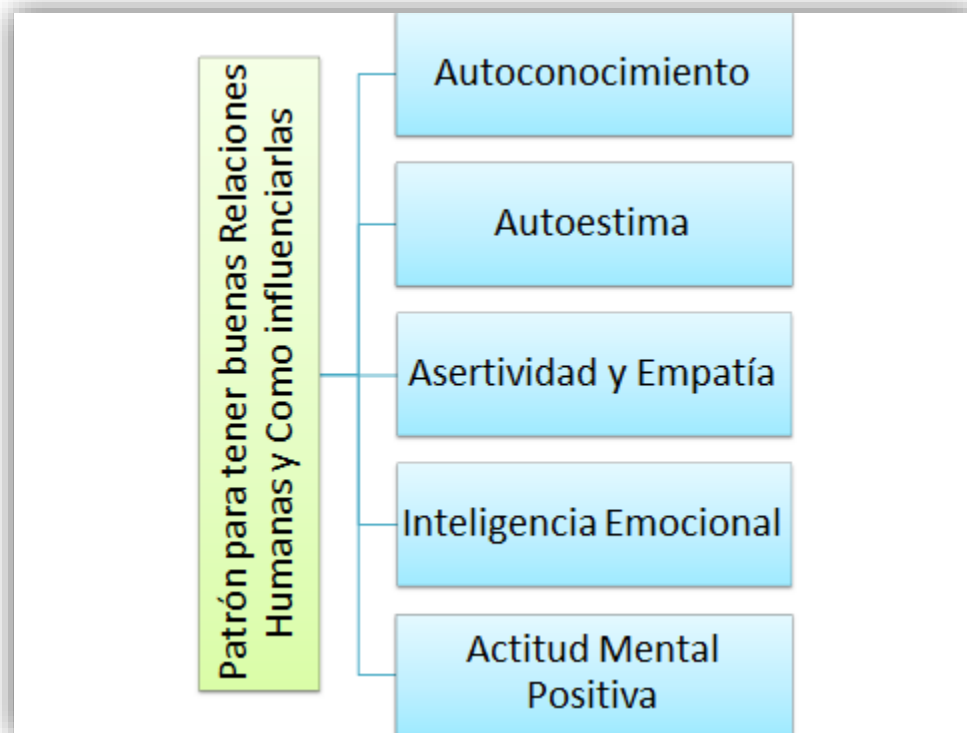 Patrón para tener buenas Relaciones
Humanas y Como influenciarlas
Autoconocimiento
Autoestima
Asertividad y Empatía
Inteligencia Emocional
Actitud Mental
Positiva